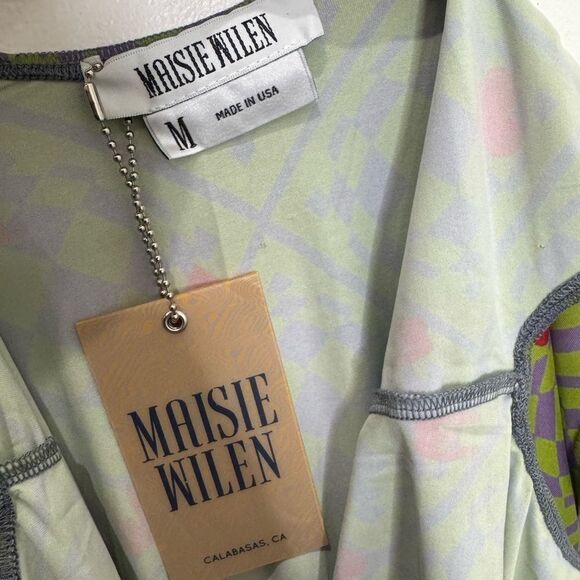 MAISIE WILEN
M
MADE IN USA
MAISIE
WILEN
CALABASAS, CA